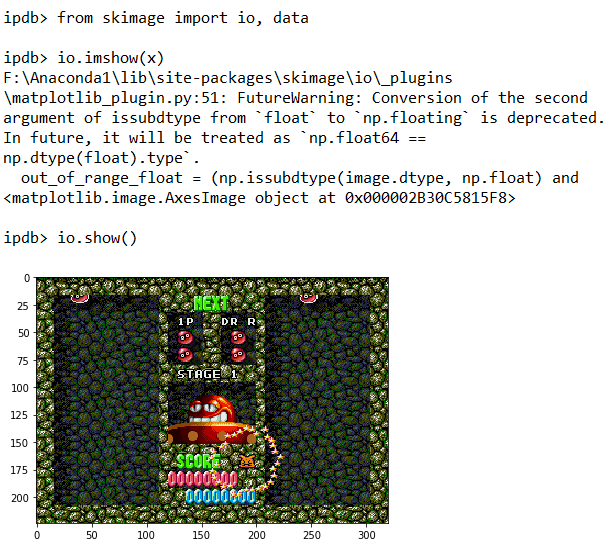 ipdb> from skimage import io, data
ipdb> io.imshow(x)
F:\Anaconda1\lib\site-packages\skimage\io\_plugins
\matplotlib_plugin.py:51: FutureWarning: Conversion of the second
argument of issubdtype from `float` to `np.floating` is deprecated.
In future, it will be treated as `np.float64 ==
np.dtype(float).type`.
out_of_range_float = (np.issubdtype(image.dtype, np.float) and
<matplotlib.image.AxesImage object at 0x000002B30C5815F8>
ipdb> io.show()
0
25
50
75
100
125
150
175
200
NEXT
1P DR R
STAGE 1
SCORE
00000000
00000000
0 50 100 150 200 250 300